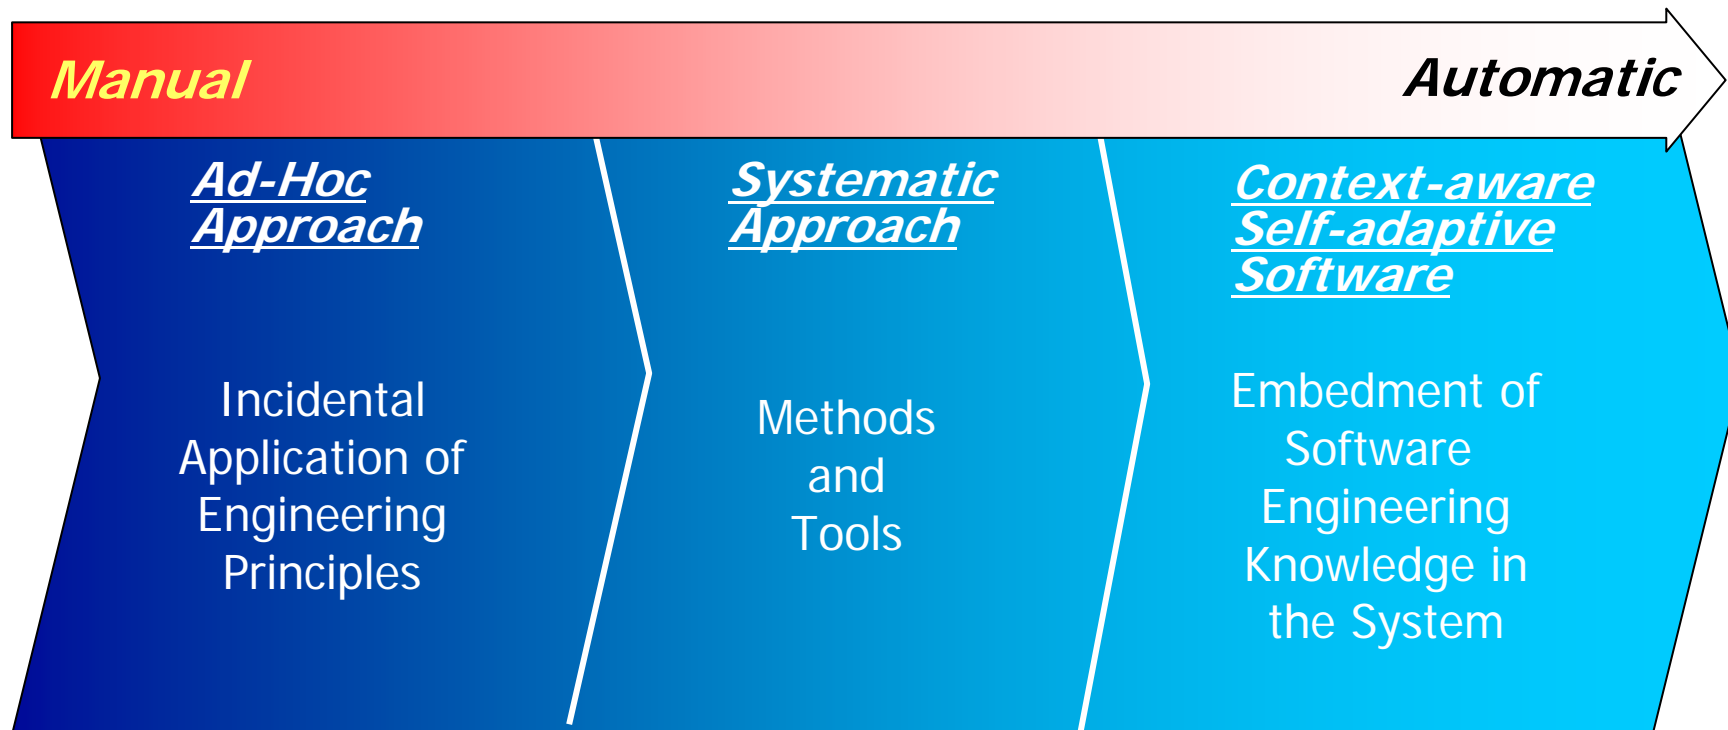 Manual
Automatic
Ad-Hoc
Approach
Incidental
Application of
Engineering
Principles
Systematic
Approach
Methods
and
Tools
Context-aware
Self-adaptive
Software
Embedment of
Software
Engineering
Knowledge in
the System